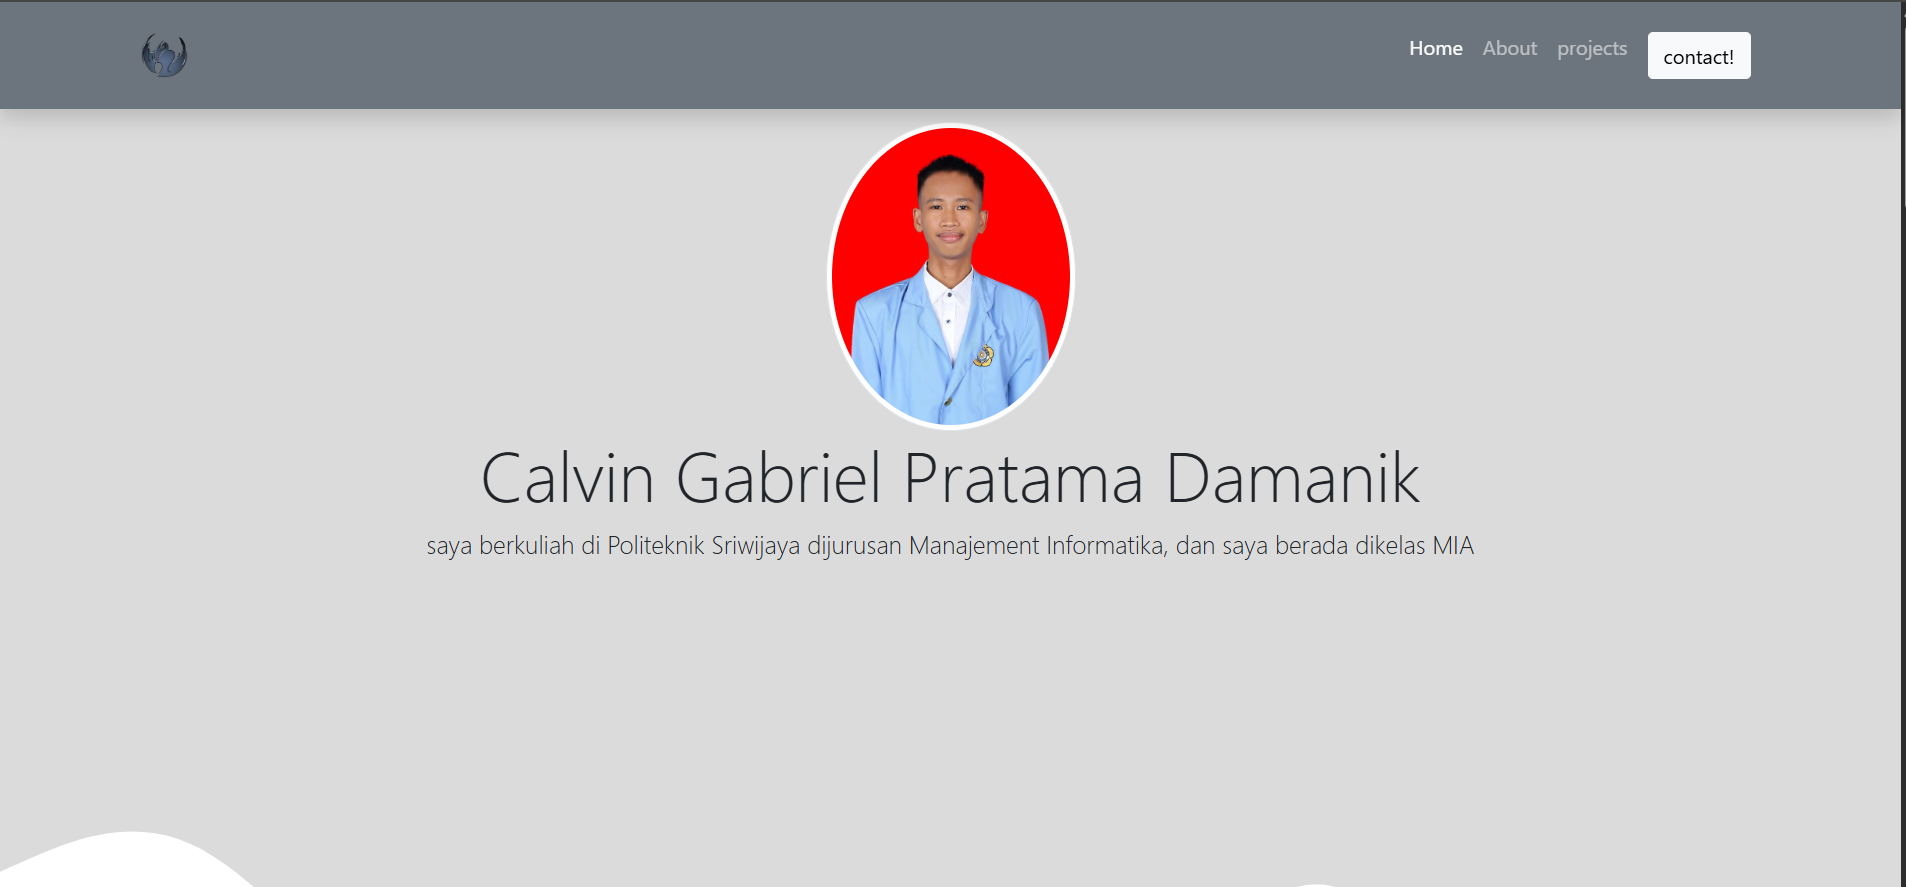 Home About projects contact!
Calvin Gabriel Pratama Damanik
saya berkuliah di Politeknik Sriwijaya dijurusan Manajement Informatika, dan saya berada dikelas MIA